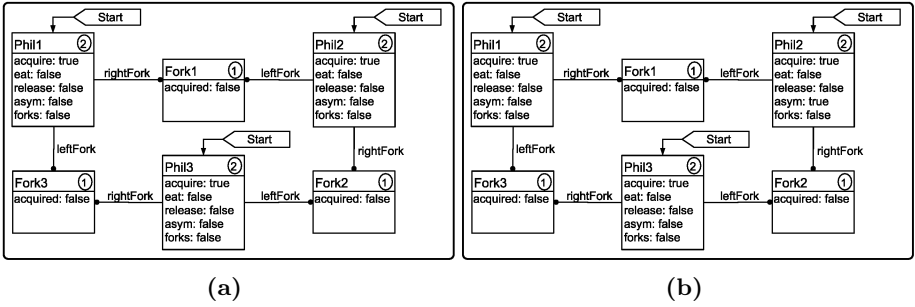 Start
Start
Phil1 2
acquire: true
eat: false
release: false
asym: false
forks: false
rightFork
Fork1 1
acquired: false
leftFork
Phil2 2
acquire: true
eat: false
release: false
asym: false
forks: false
leftFork
Start
rightFork
Fork3 1
acquired: false
rightFork
Phil3 2
acquire: true
eat: false
release: false
asym: false
forks: false
leftFork
Fork2 1
acquired: false
(a)
Start
Start
Phil1 2
acquire: true
eat: false
release: false
asym: false
forks: false
rightFork
Fork1 1
acquired: false
leftFork
Phil2 2
acquire: true
eat: false
release: false
asym: true
forks: false
leftFork
Start
rightFork
Fork3 1
acquired: false
rightFork
Phil3 2
acquire: true
eat: false
release: false
asym: false
forks: false
leftFork
Fork2 1
acquired: false
(b)